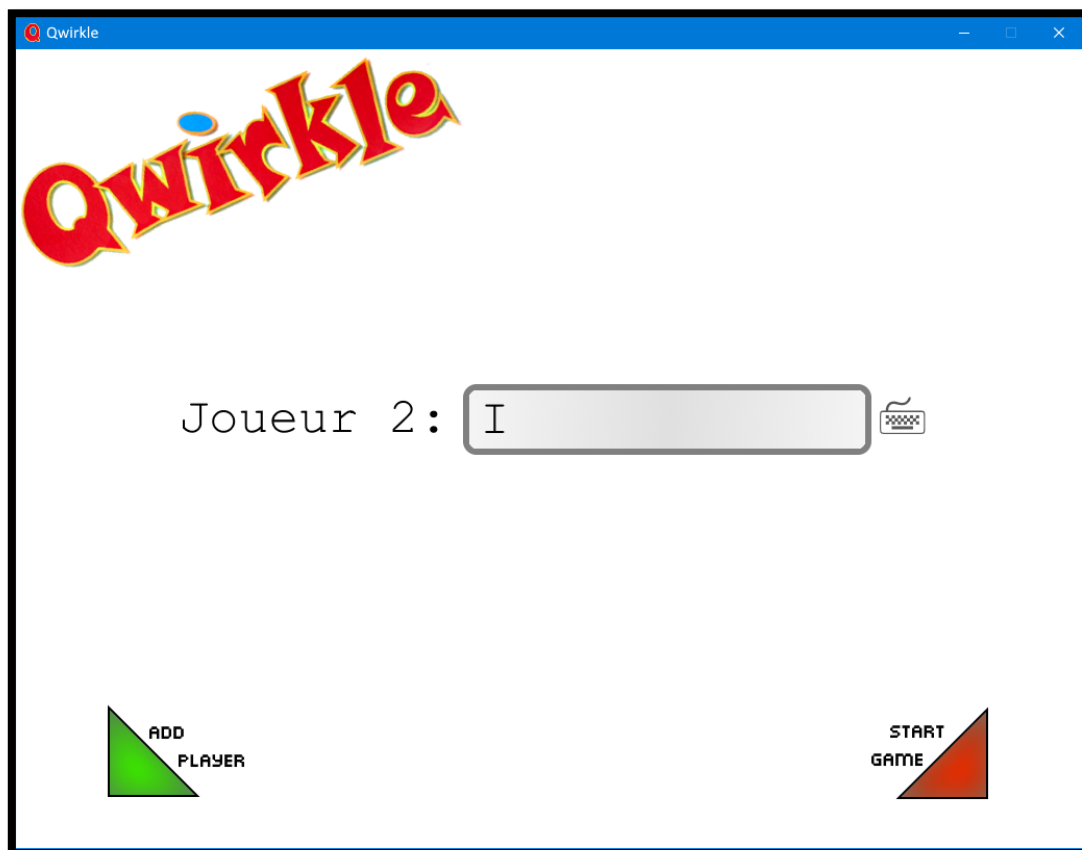 Qwirkle
Qwirkle
Joueur 2: I
ADD
PLAYER
START
GAME